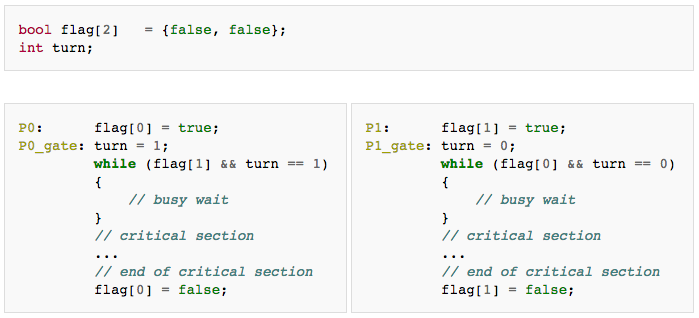 bool flag[2]   = {false, false};
int turn;
P0:      flag[0] = true;
P0_gate: turn = 1;
         while (flag[1] && turn == 1)
         {
             // busy wait
         }
         // critical section
         ...
         // end of critical section
         flag[0] = false;
P1:      flag[1] = true;
P1_gate: turn = 0;
         while (flag[0] && turn == 0)
         {
             // busy wait
         }
         // critical section
         ...
         // end of critical section
         flag[1] = false;